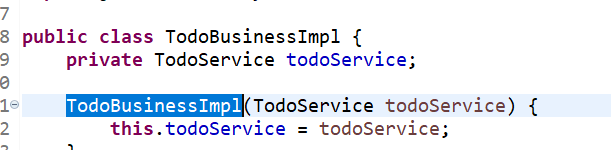 7
8 public class TodoBusinessImpl {
9 private TodoService todoService;
0
1 TodoBusinessImpl(TodoService todoService) {
2 this.todoService = todoService;